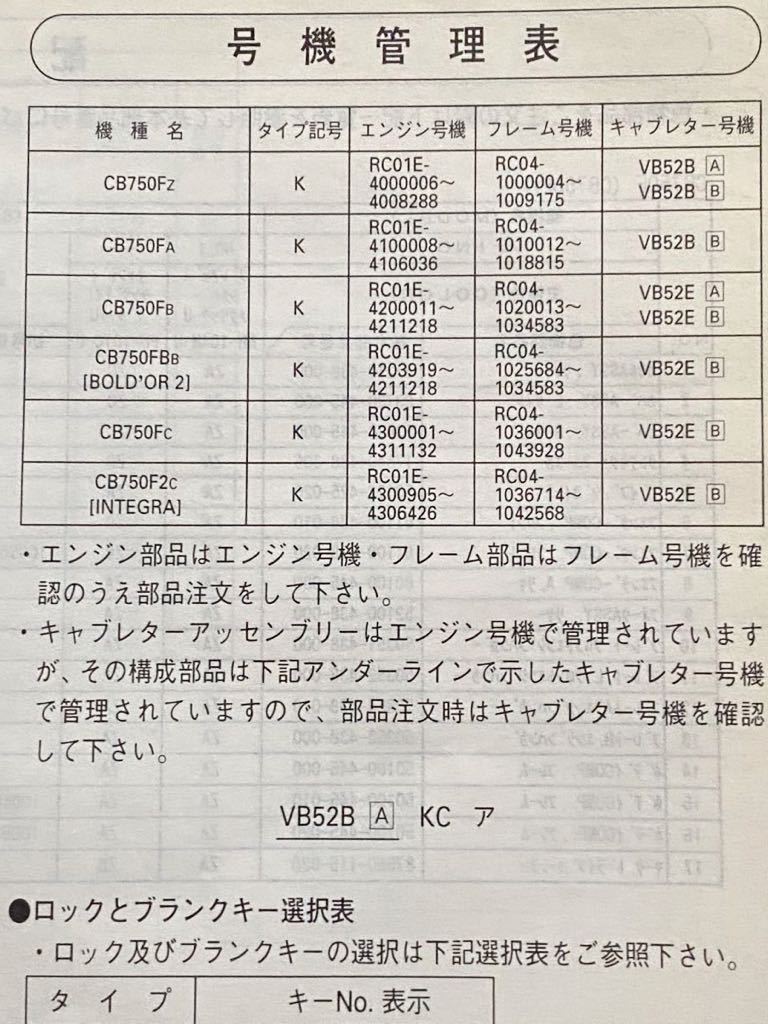 号機管理表
機種名 タイプ記号 エンジン号機 フレーム号機 キャブレター号機
CB750FZ K RC01E-4000006〜4008288 RC04-1000004〜1009175 VB52B A VB52B B
CB750FA K RC01E-4100008〜4106036 RC04-1010012〜1018815 VB52B B
CB750FB K RC01E-4200011〜4211218 RC04-1020013〜1034583 VB52E A VB52E B
CB750FBB [BOLD'OR 2] K RC01E-4203919〜4211218 RC04-1025684〜1034583 VB52E B
CB750FC K RC01E-4300001〜4311132 RC04-1036001〜1043928 VB52E B
CB750F2C [INTEGRA] K RC01E-4300905〜4306426 RC04-1036714〜1042568 VB52E B
・エンジン部品はエンジン号機・フレーム部品はフレーム号機を確
認のうえ部品注文をして下さい。
・キャブレターアッセンブリーはエンジン号機で管理されています
が、その構成部品は下記アンダーラインで示したキャブレター号機
で管理されていますので、部品注文時はキャブレター号機を確認
して下さい。
VB52B A KC ア
●ロックとブランクキー選択表
・ロック及びブランクキーの選択は下記選択表をご参照下さい。
タイプ キーNo. 表示